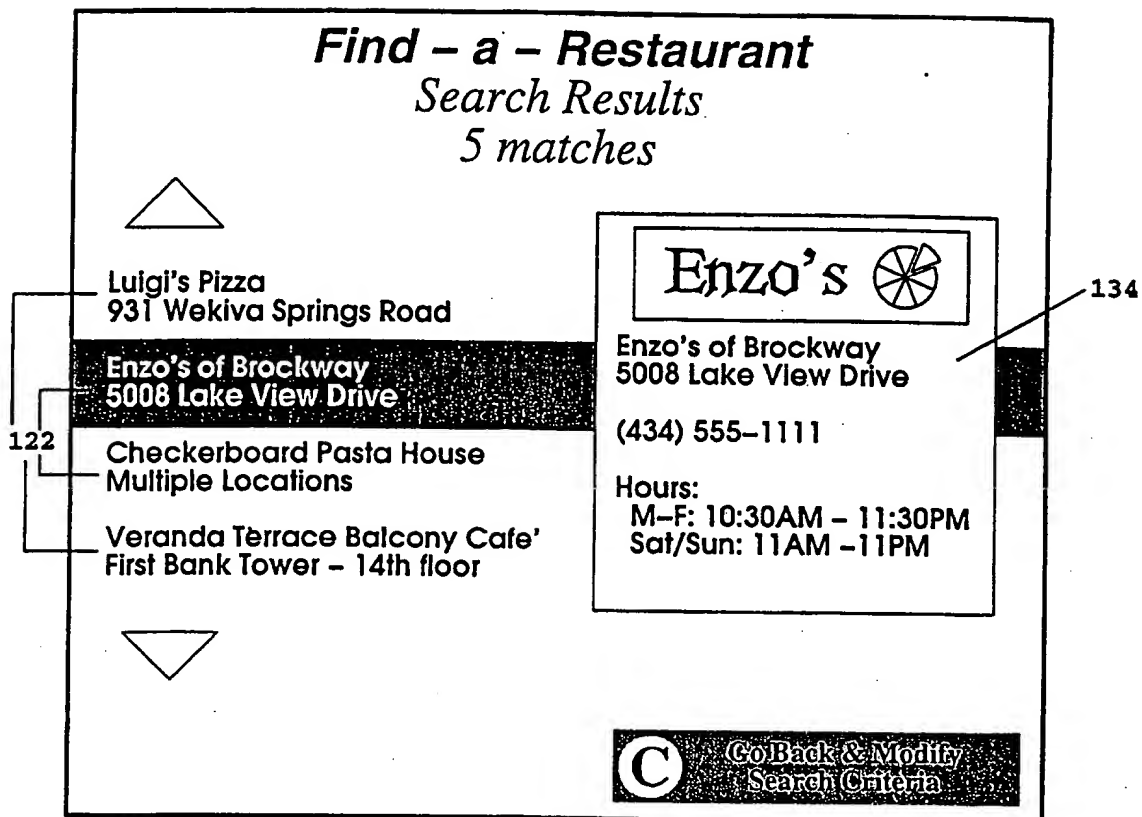 Find – a – Restaurant
Search Results
5 matches
Luigi's Pizza
931 Wekiva Springs Road
Enzo's of Brockway
5008 Lake View Drive
122
Checkerboard Pasta House
Multiple Locations
Veranda Terrace Balcony Cafe'
First Bank Tower – 14th floor
Enzo's
134
Enzo's of Brockway
5008 Lake View Drive
(434) 555–1111
Hours:
M–F: 10:30AM – 11:30PM
Sat/Sun: 11AM –11PM
C Go Back & Modify
Search Criteria